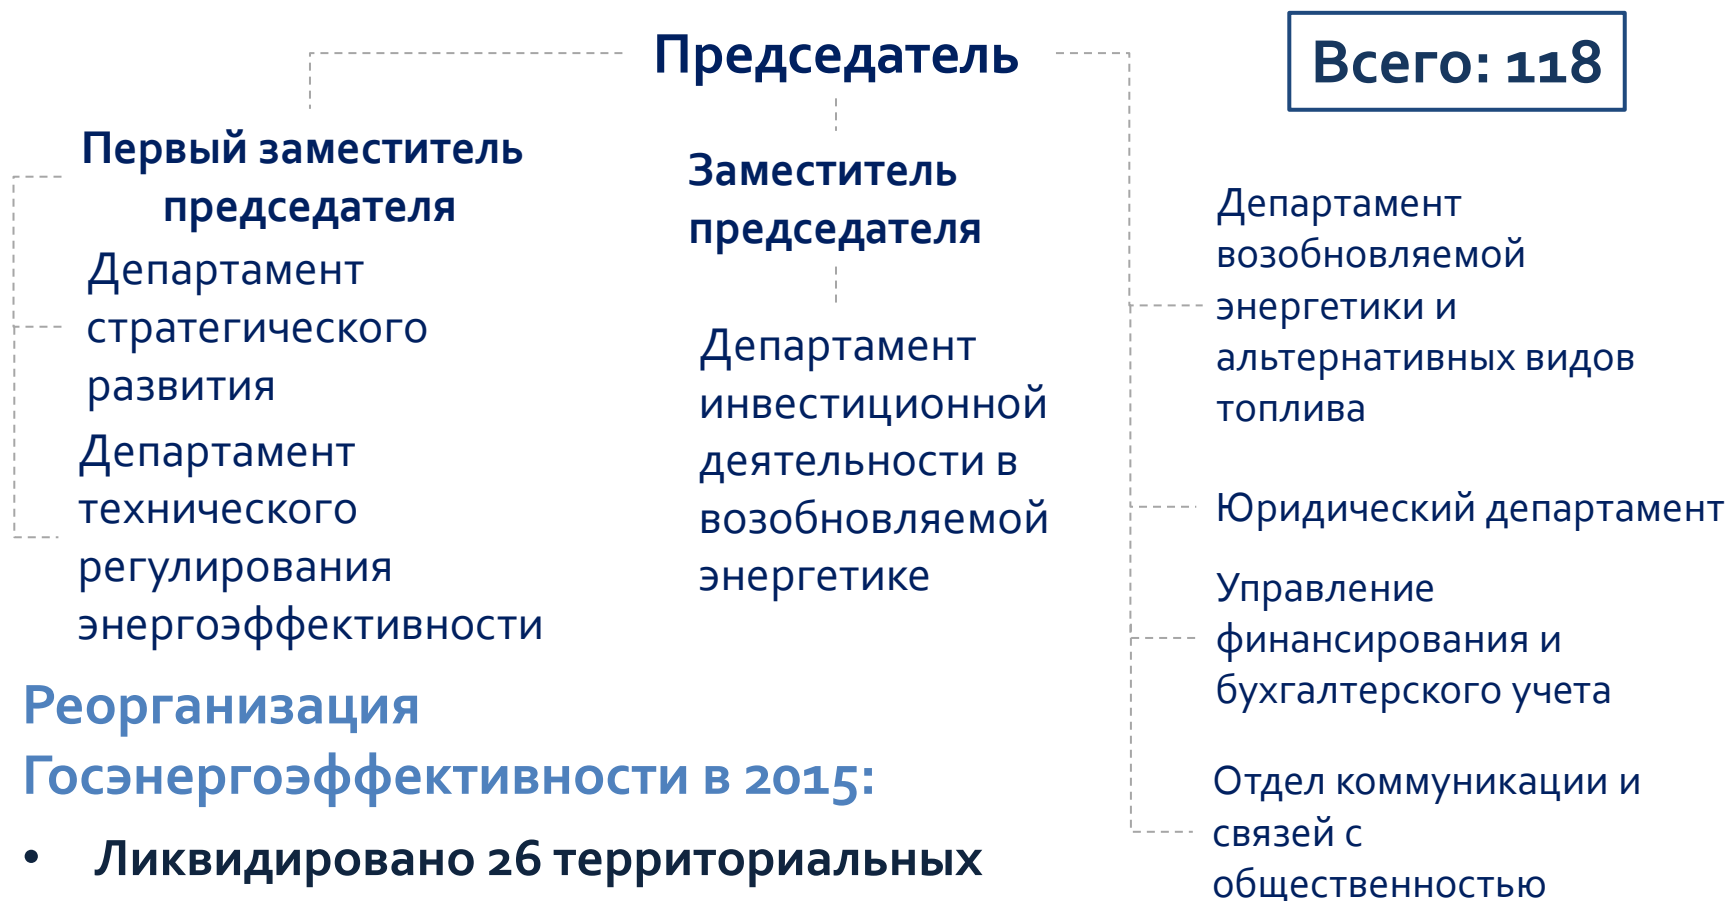 Председатель
Всего: 118
Первый заместитель
председателя
Департамент
стратегического
развития
Департамент
технического
регулирования
энергоэффективности
Заместитель
председателя
Департамент
инвестиционной
деятельности в
возобновляемой
энергетике
Департамент
возобновляемой
энергетики и
альтернативных видов
топлива
Юридический департамент
Управление
финансирования и
бухгалтерского учета
Отдел коммуникации и
связей с
общественностью
Реорганизация
Госэнергоэффективности в 2015:
• Ликвидировано 26 территориальных